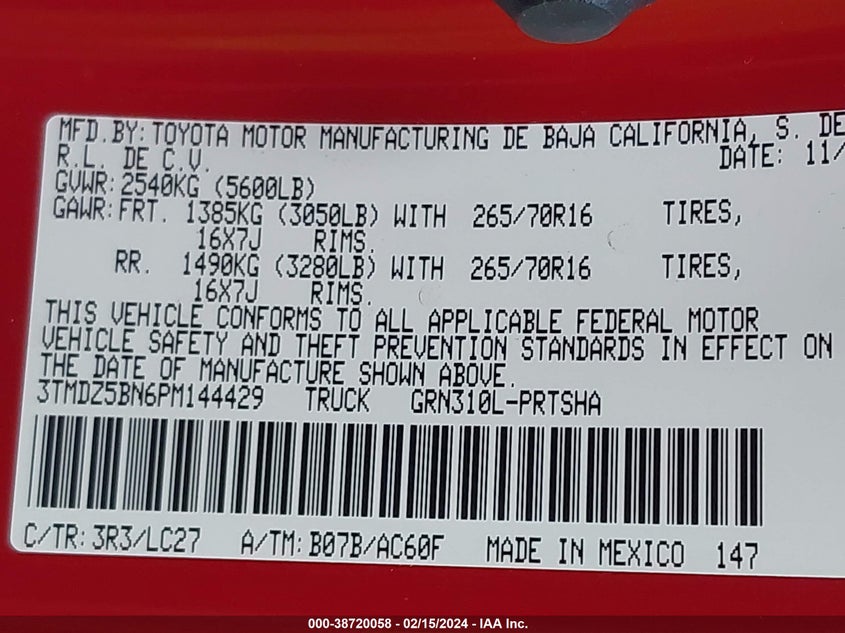 MFD.BY: TOYOTA MOTOR MANUFACTURING DE BAJA CALIFORNIA, S. DE
R.L. DE C.V. DATE: 11/
GVWR: 2540KG (5600LB)
GAWR: FRT. 1385KG (3050LB) WITH 265/70R16 TIRES,
16X7J RIMS.
RR. 1490KG (3280LB) WITH 265/70R16 TIRES,
16X7J RIMS.
THIS VEHICLE CONFORMS TO ALL APPLICABLE FEDERAL MOTOR
VEHICLE SAFETY AND THEFT PREVENTION STANDARDS IN EFFECT ON
THE DATE OF MANUFACTURE SHOWN ABOVE.
3TMDZ5BN6PM144429 TRUCK GRN310L-PRTSHA
C/TR: 3R3/LC27 A/TM: B07B/AC60F MADE IN MEXICO 147
000-38720058 - 02/15/2024 - IAA Inc.